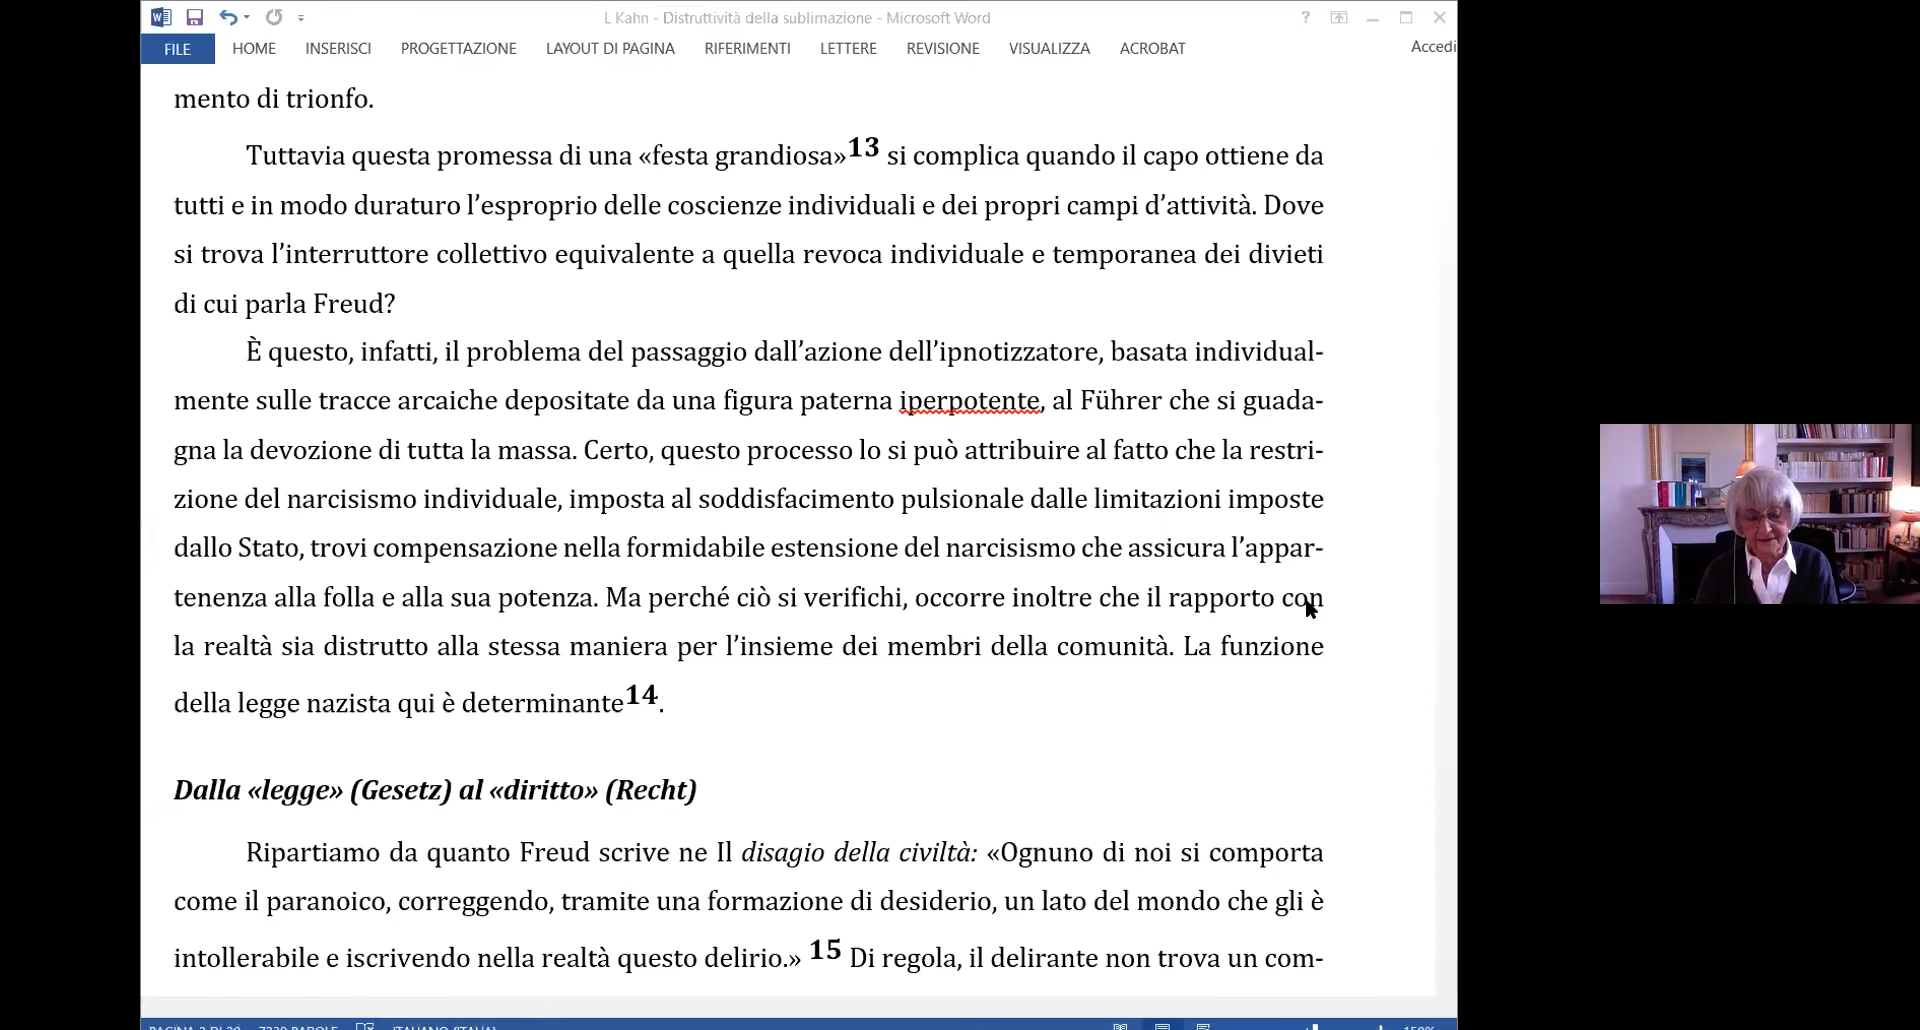 L Kahn - Distruttività della sublimazione - Microsoft Word
FILE HOME INSERISCI PROGETTAZIONE LAYOUT DI PAGINA RIFERIMENTI LETTERE REVISIONE VISUALIZZA ACROBAT Accedi
mento di trionfo.
Tuttavia questa promessa di una «festa grandiosa»13 si complica quando il capo ottiene da
tutti e in modo duraturo l’esproprio delle coscienze individuali e dei propri campi d’attività. Dove
si trova l’interruttore collettivo equivalente a quella revoca individuale e temporanea dei divieti
di cui parla Freud?
È questo, infatti, il problema del passaggio dall’azione dell’ipnotizzatore, basata individual-
mente sulle tracce arcaiche depositate da una figura paterna iperpotente, al Führer che si guada-
gna la devozione di tutta la massa. Certo, questo processo lo si può attribuire al fatto che la restri-
zione del narcisismo individuale, imposta al soddisfacimento pulsionale dalle limitazioni imposte
dallo Stato, trovi compensazione nella formidabile estensione del narcisismo che assicura l’appar-
tenenza alla folla e alla sua potenza. Ma perché ciò si verifichi, occorre inoltre che il rapporto con
la realtà sia distrutto alla stessa maniera per l’insieme dei membri della comunità. La funzione
della legge nazista qui è determinante14.
Dalla «legge» (Gesetz) al «diritto» (Recht)
Ripartiamo da quanto Freud scrive ne Il disagio della civiltà: «Ognuno di noi si comporta
come il paranoico, correggendo, tramite una formazione di desiderio, un lato del mondo che gli è
intollerabile e iscrivendo nella realtà questo delirio.» 15 Di regola, il delirante non trova un com-